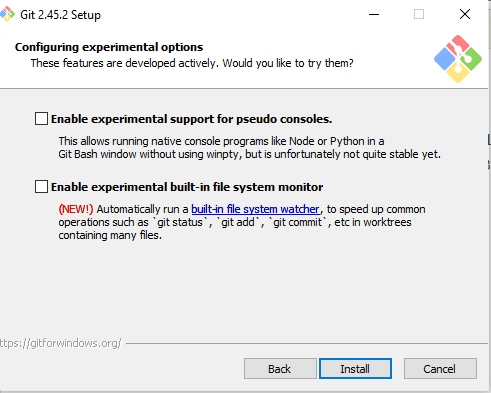 Git 2.45.2 Setup
Configuring experimental options
These features are developed actively. Would you like to try them?
Enable experimental support for pseudo consoles.
This allows running native console programs like Node or Python in a
Git Bash window without using winpty, but is unfortunately not quite stable yet.
Enable experimental built-in file system monitor
(NEW!) Automatically run a built-in file system watcher, to speed up common
operations such as `git status`, `git add`, `git commit`, etc in worktrees
containing many files.
ttps://gitforwindows.org/
Back
Install
Cancel